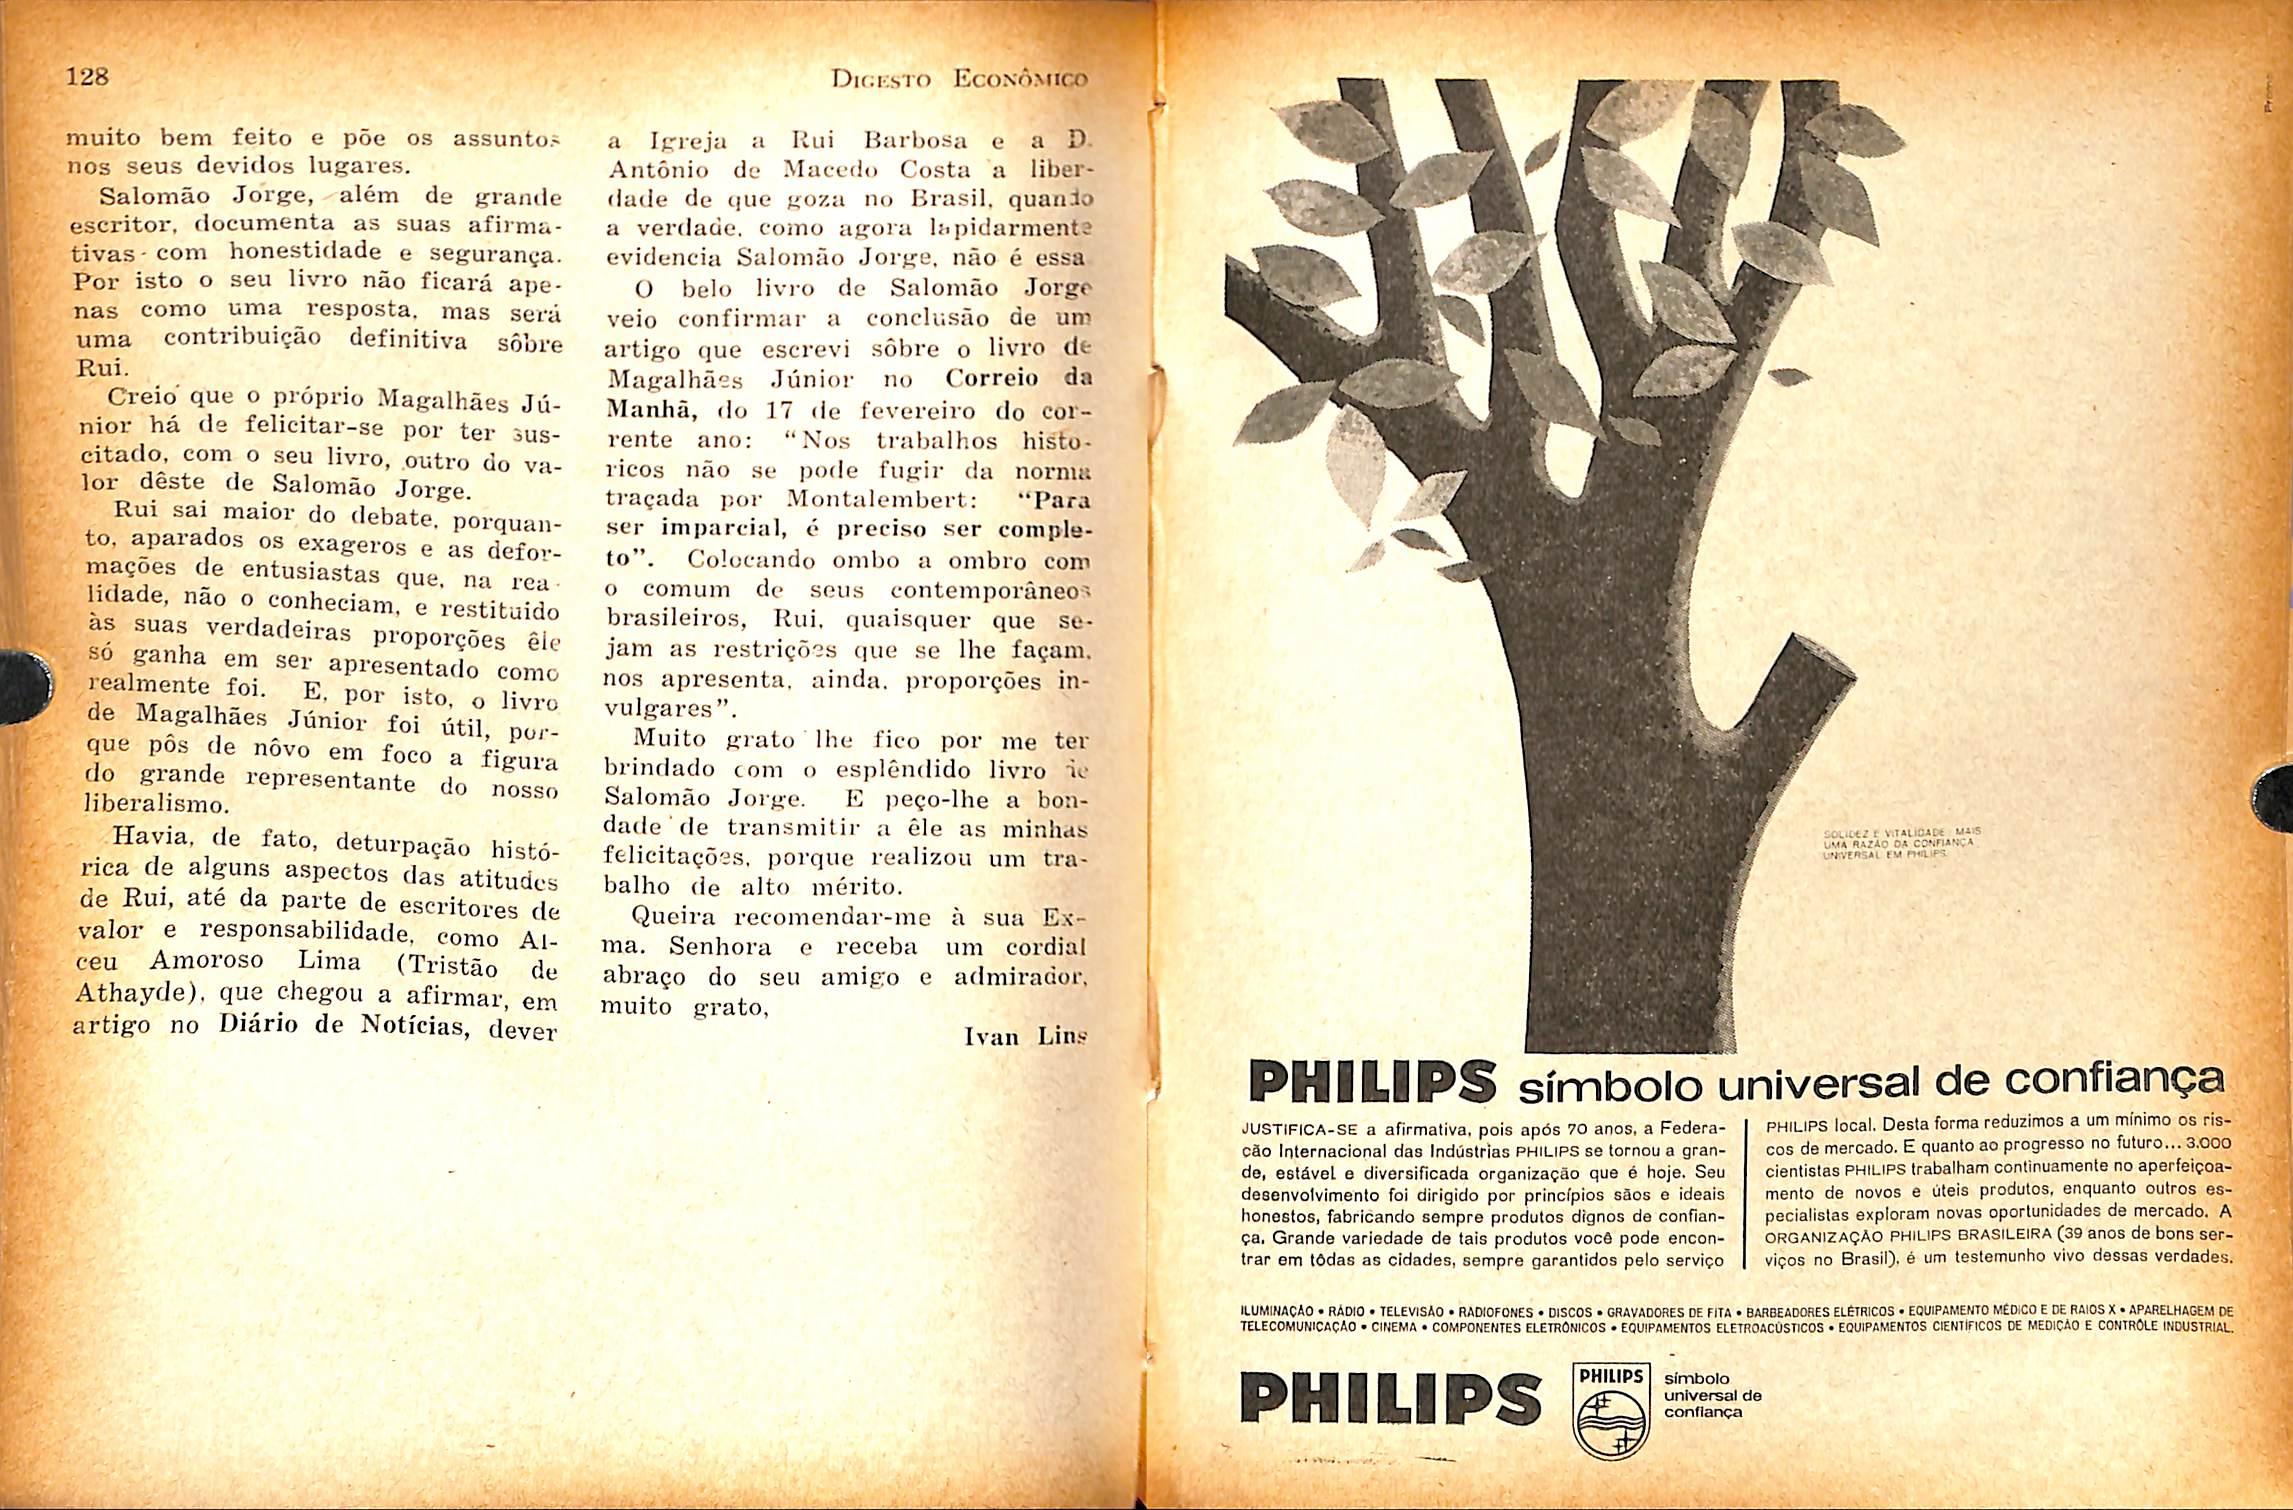 128
DIGESTO ECONÔMICO
muito bem feito e põe os assuntos
nos seus devidos lugares.
Salomão Jorge, além de grande
escritor, documenta as suas afirma-
tivas com honestidade e segurança.
Por isto o seu livro não ficará ape-
nas como uma resposta, mas será
uma contribuição definitiva sôbre
Rui.
Creio que o próprio Magalhães Jú-
nior há de felicitar-se por ter sus-
citado, com o seu livro, outro do va-
lor dêste de Salomão Jorge.
Rui sai maior do debate, porquan-
to, aparados os exageros e as defor-
mações de entusiastas que, na rea-
lidade, não o conheciam, e restituido
às suas verdadeiras proporções êle
só ganha em ser apresentado como
realmente foi. E, por isto, o livro
de Magalhães Júnior foi útil, por-
que pôs de nôvo em foco a figura
do grande representante do nosso
liberalismo.
Havia, de fato, deturpação histó-
rica de alguns aspectos das atitudes
de Rui, até da parte de escritores de
valor e responsabilidade, como Al-
ceu Amoroso Lima (Tristão de
Athayde), que chegou a afirmar, em
artigo no Diário de Notícias, dever
a Igreja a Rui Barbosa e a D.
Antônio de Macedo Costa a liber-
dade de que goza no Brasil, quando
a verdade, como agora lapidarmente
evidencia Salomão Jorge, não é essa
O belo livro de Salomão Jorge
veio confirmar a conclusão de um
artigo que escrevi sôbre o livro de
Magalhães Júnior no Correio da
Manhã, do 17 de fevereiro do cor-
rente ano: "Nos trabalhos histo-
ricos não se pode fugir da norma
traçada por Montalembert: "Para
ser imparcial, é preciso ser comple-
to". Colocando ombo a ombro com
o comum de seus contemporâneos
brasileiros, Rui, quaisquer que se-
jam as restrições que se lhe façam,
nos apresenta, ainda, proporções in-
vulgares".
Muito grato lhe fico por me ter
brindado com o esplêndido livro de
Salomão Jorge. E peço-lhe a bon-
dade de transmitir a êle as minhas
felicitações, porque realizou um tra-
balho de alto mérito.
Queira recomendar-me à sua Ex-
ma. Senhora e receba um cordial
abraço do seu amigo e admirador,
muito grato,
Ivan Lins
SOLIDEZ E VITALIDADE: MAIS
UMA RAZÃO DA CONFIANÇA
UNIVERSAL EM PHILIPS.
PHILIPS símbolo universal de confiança
JUSTIFICA-SE a afirmativa, pois após 70 anos, a Federa-
cão Internacional das Indústrias PHILIPS se tornou a gran-
de, estável e diversificada organização que é hoje. Seu
desenvolvimento foi dirigido por princípios sãos e ideais
honestos, fabricando sempre produtos dignos de confian-
ça. Grande variedade de tais produtos você pode encon-
trar em tôdas as cidades, sempre garantidos pelo serviço
PHILIPS local. Desta forma reduzimos a um mínimo os ris-
cos de mercado. E quanto ao progresso no futuro... 3.000
cientistas PHILIPS trabalham continuamente no aperfeiçoa-
mento de novos e úteis produtos, enquanto outros es-
pecialistas exploram novas oportunidades de mercado. A
ORGANIZAÇÃO PHILIPS BRASILEIRA (39 anos de bons ser-
viços no Brasil), é um testemunho vivo dessas verdades.
ILUMINAÇÃO • RÁDIO • TELEVISÃO • RADIOFONES • DISCOS • GRAVADORES DE FITA • BARBEADORES ELÉTRICOS • EQUIPAMENTO MÉDICO E DE RAIOS X • APARELHAGEM DE
TELECOMUNICAÇÃO • CINEMA • COMPONENTES ELETRÔNICOS • EQUIPAMENTOS ELETROACÚSTICOS • EQUIPAMENTOS CIENTÍFICOS DE MEDIÇÃO E CONTRÔLE INDUSTRIAL.
PHILIPS
PHILIPS
símbolo
universal de
confiança